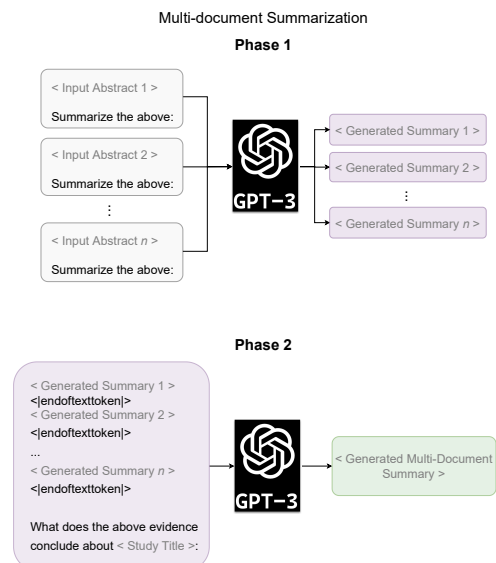 Multi-document Summarization
Phase 1
< Input Abstract 1 >
Summarize the above:
< Input Abstract 2 >
Summarize the above:
⋮
< Input Abstract n >
Summarize the above:
GPT-3
< Generated Summary 1 >
< Generated Summary 2 >
⋮
< Generated Summary n >
Phase 2
< Generated Summary 1 >
<|endoftexttoken|>
< Generated Summary 2 >
<|endoftexttoken|>
...
< Generated Summary n >
<|endoftexttoken|>
What does the above evidence
conclude about < Study Title >:
GPT-3
< Generated Multi-Document
Summary >